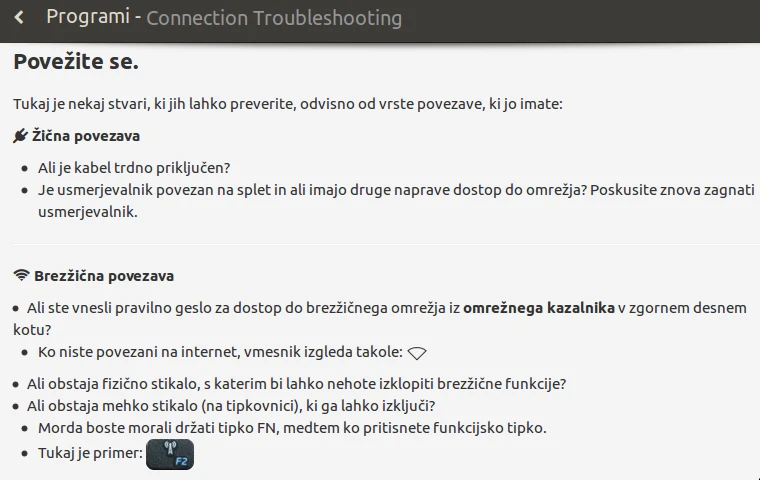 Programi - Connection Troubleshooting
Povežite se.
Tukaj je nekaj stvari, ki jih lahko preverite, odvisno od vrste povezave, ki jo imate:
Žična povezava
Ali je kabel trdno priključen?
Je usmerjevalnik povezan na splet in ali imajo druge naprave dostop do omrežja? Poskusite znova zagnati
usmerjevalnik.
Brezžična povezava
Ali ste vnesli pravilno geslo za dostop do brezžičnega omrežja iz omrežnega kazalnika v zgornem desnem
kotu?
Ko niste povezani na internet, vmesnik izgleda takole:
Ali obstaja fizično stikalo, s katerim bi lahko nehote izklopiti brezžične funkcije?
Ali obstaja mehko stikalo (na tipkovnici), ki ga lahko izključi?
Morda boste morali držati tipko FN, medtem ko pritisnete funkcijsko tipko.
Tukaj je primer: F2